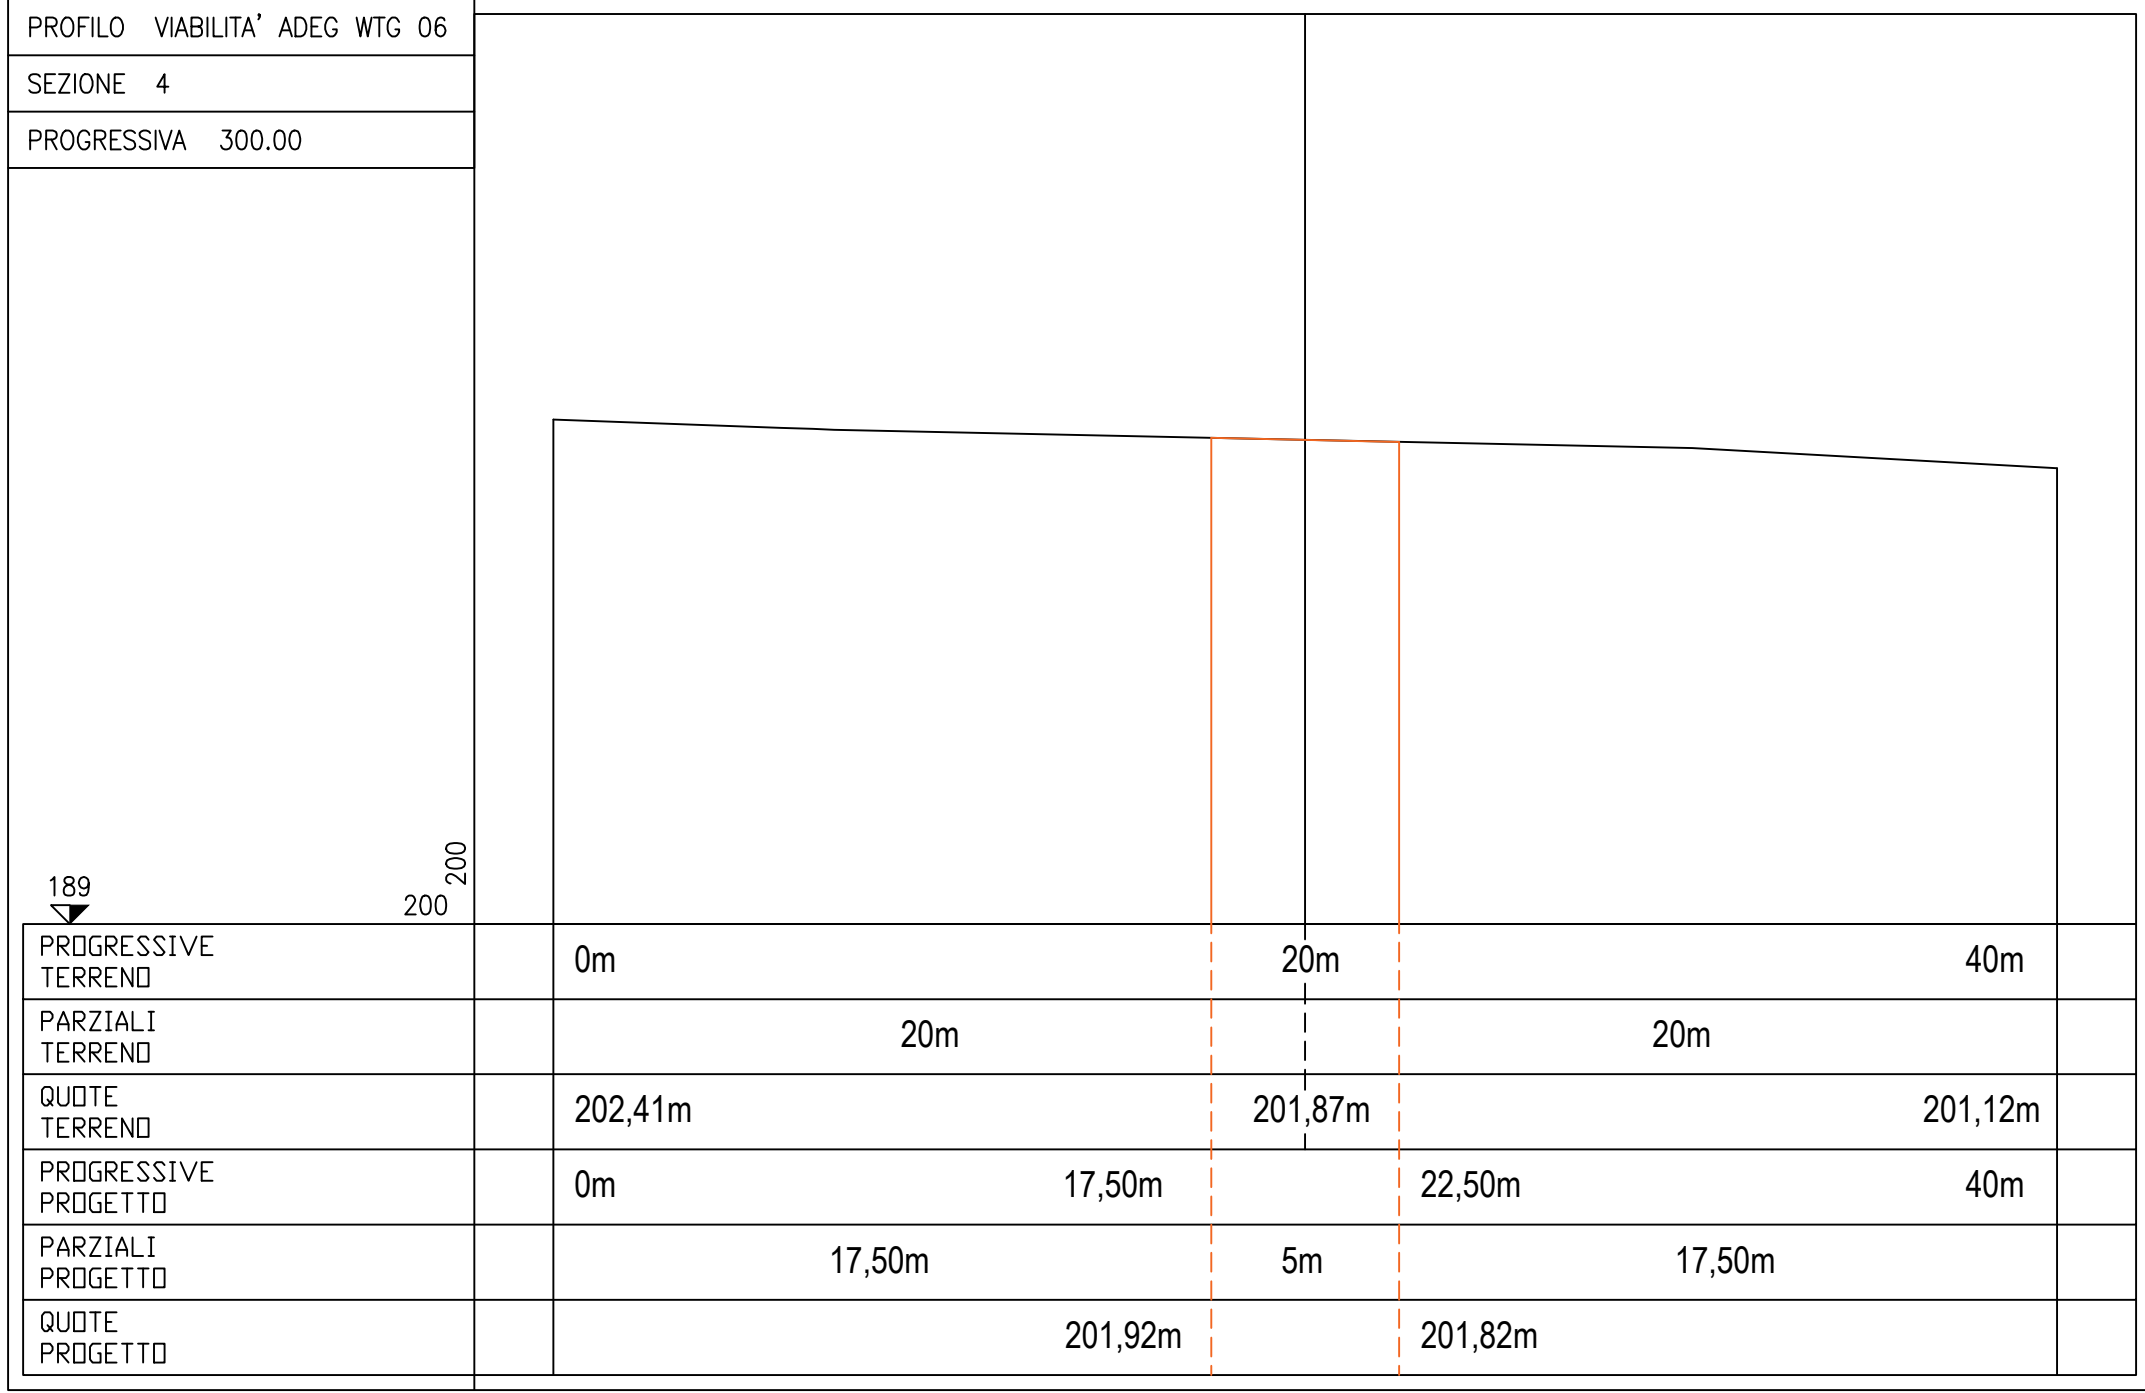 PROFILO VIABILITA' ADEG WTG 06
SEZIONE 4
PROGRESSIVA 300.00
200
189
200
PROGRESSIVE
TERRENO
0m 20m 40m
PARZIALI
TERRENO
20m 20m
QUOTE
TERRENO
202,41m 201,87m 201,12m
PROGRESSIVE
PROGETTO
0m 17,50m 22,50m 40m
PARZIALI
PROGETTO
17,50m 5m 17,50m
QUOTE
PROGETTO
201,92m 201,82m